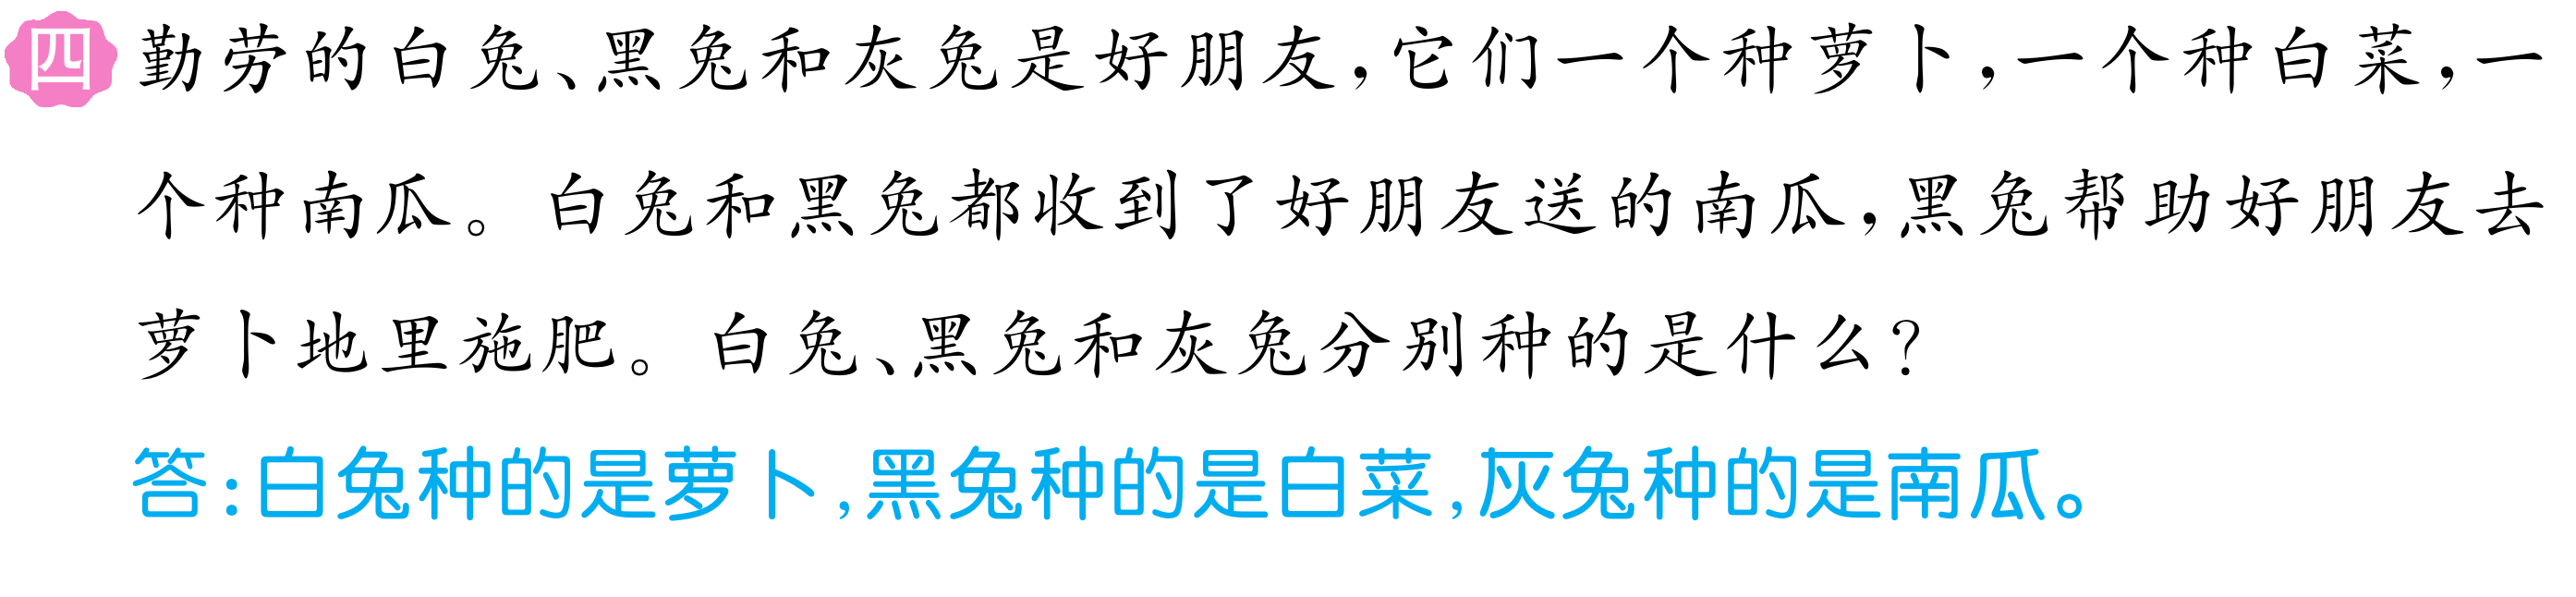 四 勤劳的白兔、黑兔和灰兔是好朋友,它们一个种萝卜,一个种白菜,一
个种南瓜。白兔和黑兔都收到了好朋友送的南瓜,黑兔帮助好朋友去
萝卜地里施肥。白兔、黑兔和灰兔分别种的是什么?
答:白兔种的是萝卜,黑兔种的是白菜,灰兔种的是南瓜。